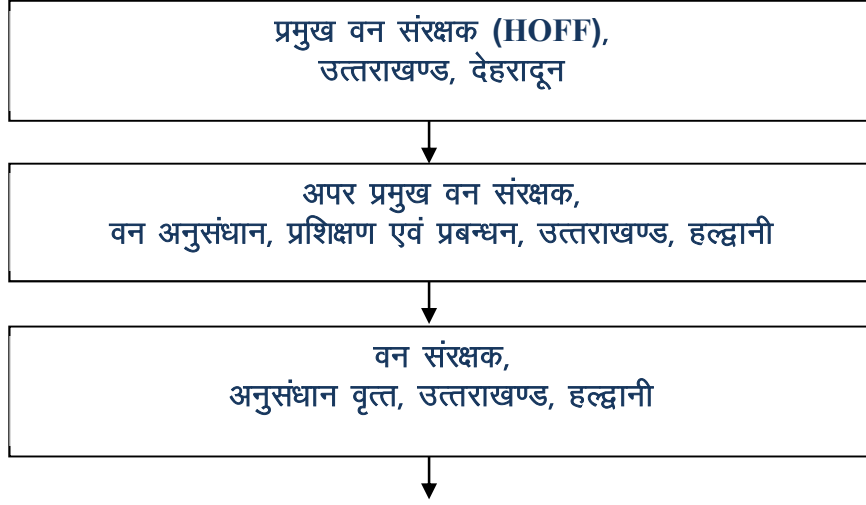 प्रमुख वन संरक्षक (HOFF),
उत्तराखण्ड, देहरादून
अपर प्रमुख वन संरक्षक,
वन अनुसंधान, प्रशिक्षण एवं प्रबन्धन, उत्तराखण्ड, हल्द्वानी
वन संरक्षक,
अनुसंधान वृत्त, उत्तराखण्ड, हल्द्वानी